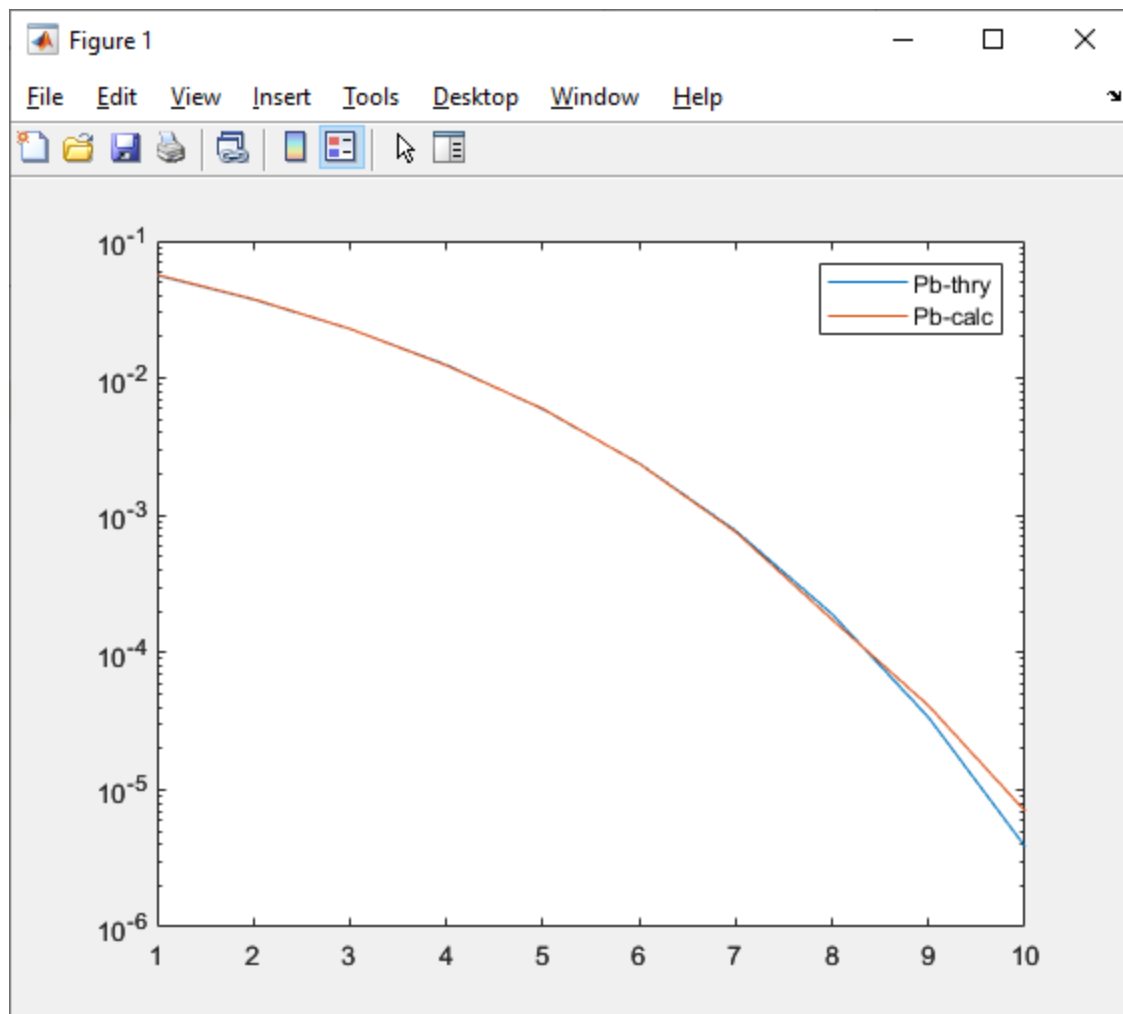 Figure 1
File Edit View Insert Tools Desktop Window Help
10^-1
Pb-thry
Pb-calc
10^-2
10^-3
10^-4
10^-5
10^-6
1 2 3 4 5 6 7 8 9 10